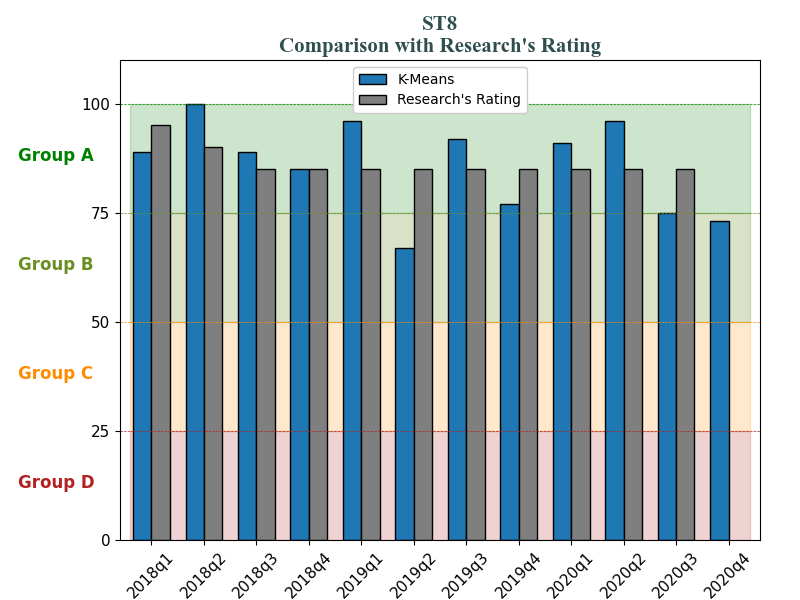 ST8
Comparison with Research's Rating
K-Means
Research's Rating
100
Group A
75
Group B
50
Group C
25
Group D
0
2018q1 2018q2 2018q3 2018q4 2019q1 2019q2 2019q3 2019q4 2020q1 2020q2 2020q3 2020q4